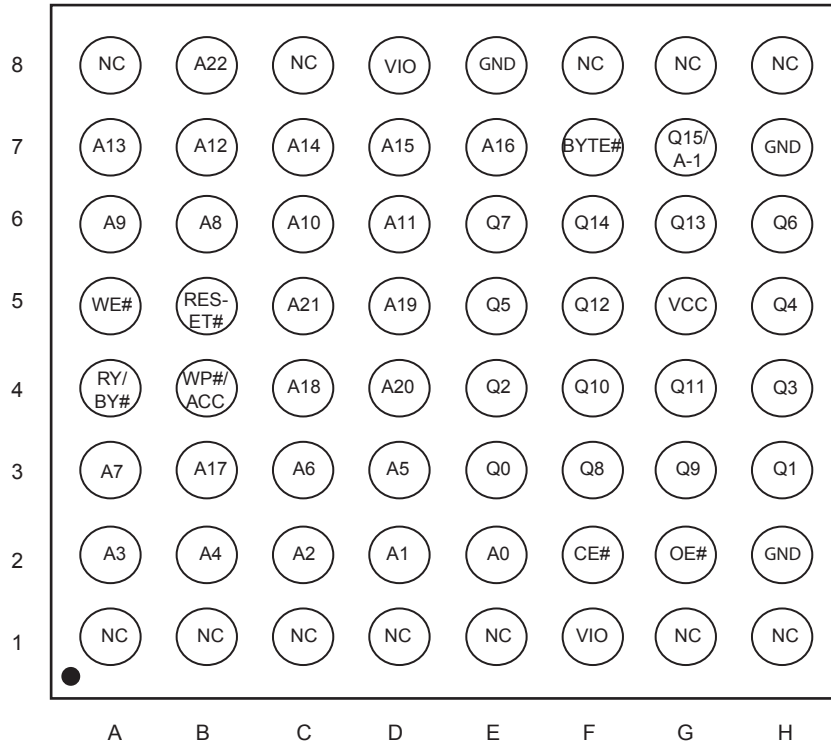 8 NC A22 NC VIO GND NC NC NC
7 A13 A12 A14 A15 A16 BYTE# Q15/ A-1 GND
6 A9 A8 A10 A11 Q7 Q14 Q13 Q6
5 WE# RES- ET# A21 A19 Q5 Q12 VCC Q4
4 RY/ BY# WP#/ ACC A18 A20 Q2 Q10 Q11 Q3
3 A7 A17 A6 A5 Q0 Q8 Q9 Q1
2 A3 A4 A2 A1 A0 CE# OE# GND
1 NC NC NC NC NC VIO NC NC
A B C D E F G H